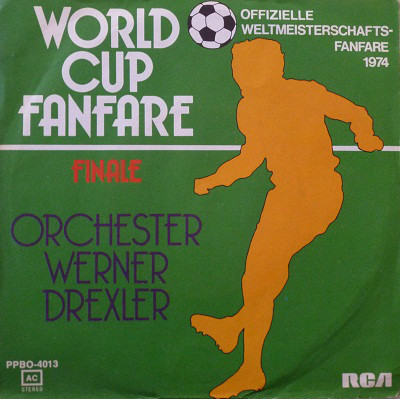 WORLD
CUP
FANFARE
OFFIZIELLE
WELTMEISTERSCHAFTS-
FANFARE
1974
FINALE
ORCHESTER
WERNER
DREXLER
PPBO-4013
AC
STEREO
RCA